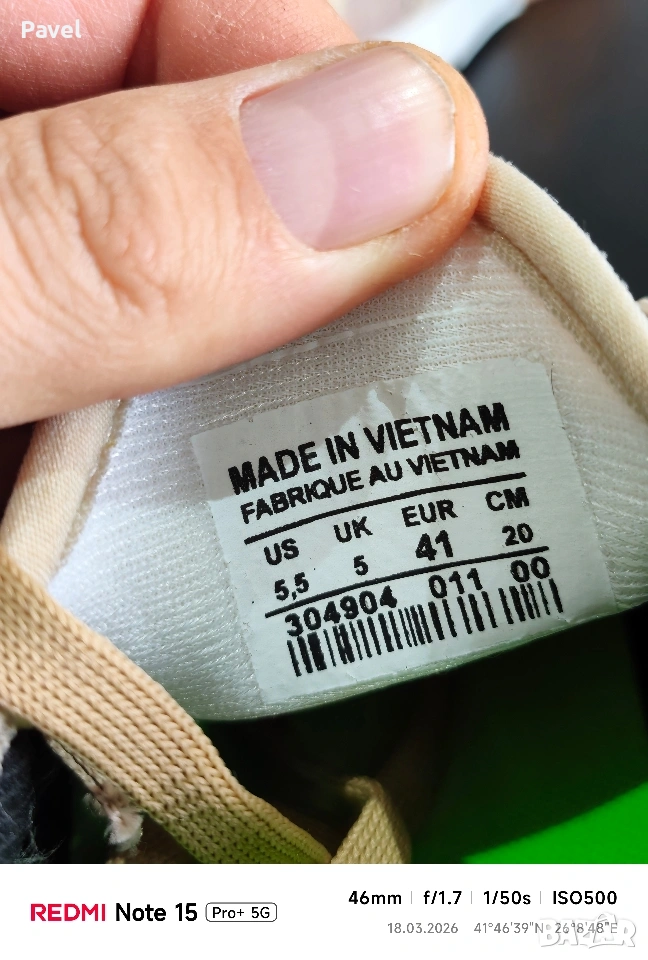 Pavel
MADE IN VIETNAM
FABRIQUE AU VIETNAM
US UK EUR CM
5,5 5 41 20
304904 011 00
REDMI Note 15 Pro+ 5G
46mm f/1.7 1/50s ISO500
18.03.2026 41°46'39"N 26°8'48"E
BAZAR